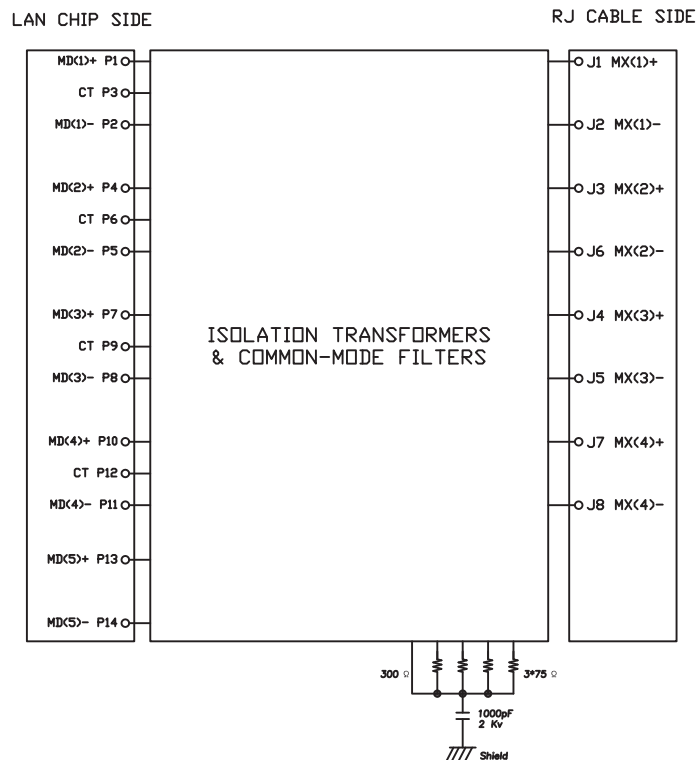 LAN CHIP SIDE
RJ CABLE SIDE
MD(1)+ P1
CT P3
MD(1)- P2
MD(2)+ P4
CT P6
MD(2)- P5
MD(3)+ P7
CT P9
MD(3)- P8
MD(4)+ P10
CT P12
MD(4)- P11
MD(5)+ P13
MD(5)- P14
ISOLATION TRANSFORMERS
& COMMON-MODE FILTERS
J1 MX(1)+
J2 MX(1)-
J3 MX(2)+
J6 MX(2)-
J4 MX(3)+
J5 MX(3)-
J7 MX(4)+
J8 MX(4)-
300 Ω
3*75 Ω
1000pF
2 Kv
Shield